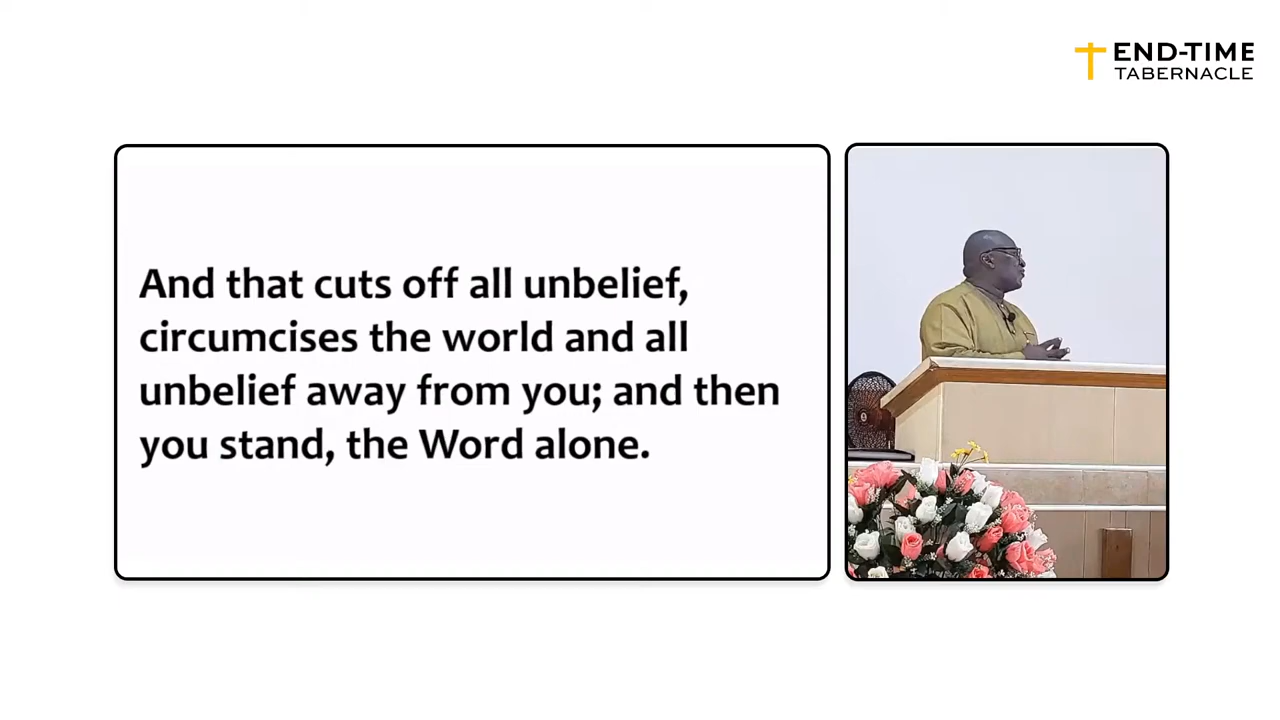 END-TIME
TABERNACLE
And that cuts off all unbelief,
circumcises the world and all
unbelief away from you; and then
you stand, the Word alone.